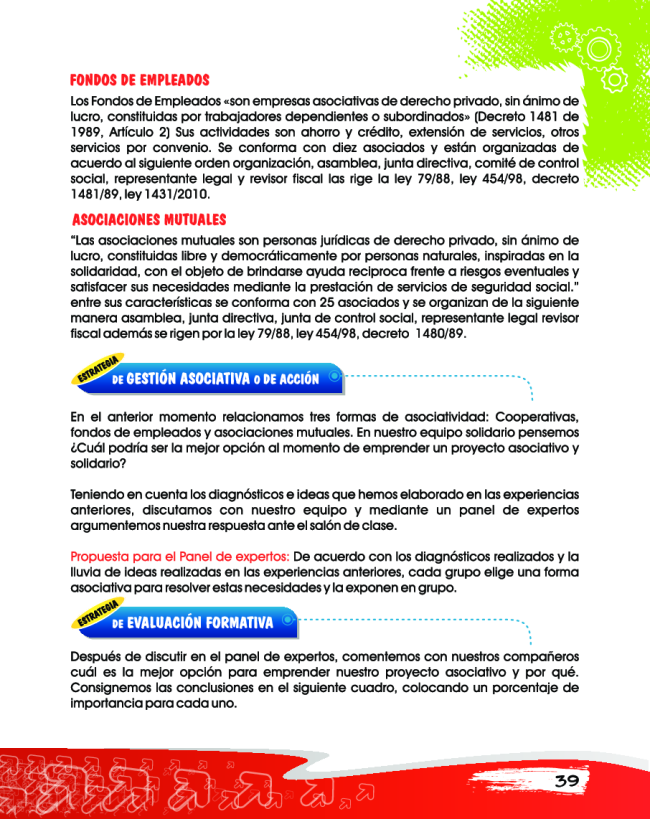 FONDOS DE EMPLEADOS
Los Fondos de Empleados «son empresas asociativas de derecho privado, sin ánimo de
lucro, constituidas por trabajadores dependientes o subordinados» (Decreto 1481 de
1989, Artículo 2) Sus actividades son ahorro y crédito, extensión de servicios, otros
servicios por convenio. Se conforma con diez asociados y están organizadas de
acuerdo al siguiente orden organización, asamblea, junta directiva, comité de control
social, representante legal y revisor fiscal las rige la ley 79/88, ley 454/98, decreto
1481/89, ley 1431/2010.
ASOCIACIONES MUTUALES
“Las asociaciones mutuales son personas jurídicas de derecho privado, sin ánimo de
lucro, constituidas libre y democráticamente por personas naturales, inspiradas en la
solidaridad, con el objeto de brindarse ayuda reciproca frente a riesgos eventuales y
satisfacer sus necesidades mediante la prestación de servicios de seguridad social.”
entre sus características se conforma con 25 asociados y se organizan de la siguiente
manera asamblea, junta directiva, junta de control social, representante legal revisor
fiscal además se rigen por la ley 79/88, ley 454/98, decreto 1480/89.
ESTRATEGIA
DE GESTIÓN ASOCIATIVA O DE ACCIÓN
En el anterior momento relacionamos tres formas de asociatividad: Cooperativas,
fondos de empleados y asociaciones mutuales. En nuestro equipo solidario pensemos
¿Cuál podría ser la mejor opción al momento de emprender un proyecto asociativo y
solidario?
Teniendo en cuenta los diagnósticos e ideas que hemos elaborado en las experiencias
anteriores, discutamos con nuestro equipo y mediante un panel de expertos
argumentemos nuestra respuesta ante el salón de clase.
Propuesta para el Panel de expertos: De acuerdo con los diagnósticos realizados y la
lluvia de ideas realizadas en las experiencias anteriores, cada grupo elige una forma
asociativa para resolver estas necesidades y la exponen en grupo.
ESTRATEGIA
DE EVALUACIÓN FORMATIVA
Después de discutir en el panel de expertos, comentemos con nuestros compañeros
cuál es la mejor opción para emprender nuestro proyecto asociativo y por qué.
Consignemos las conclusiones en el siguiente cuadro, colocando un porcentaje de
importancia para cada uno.
39